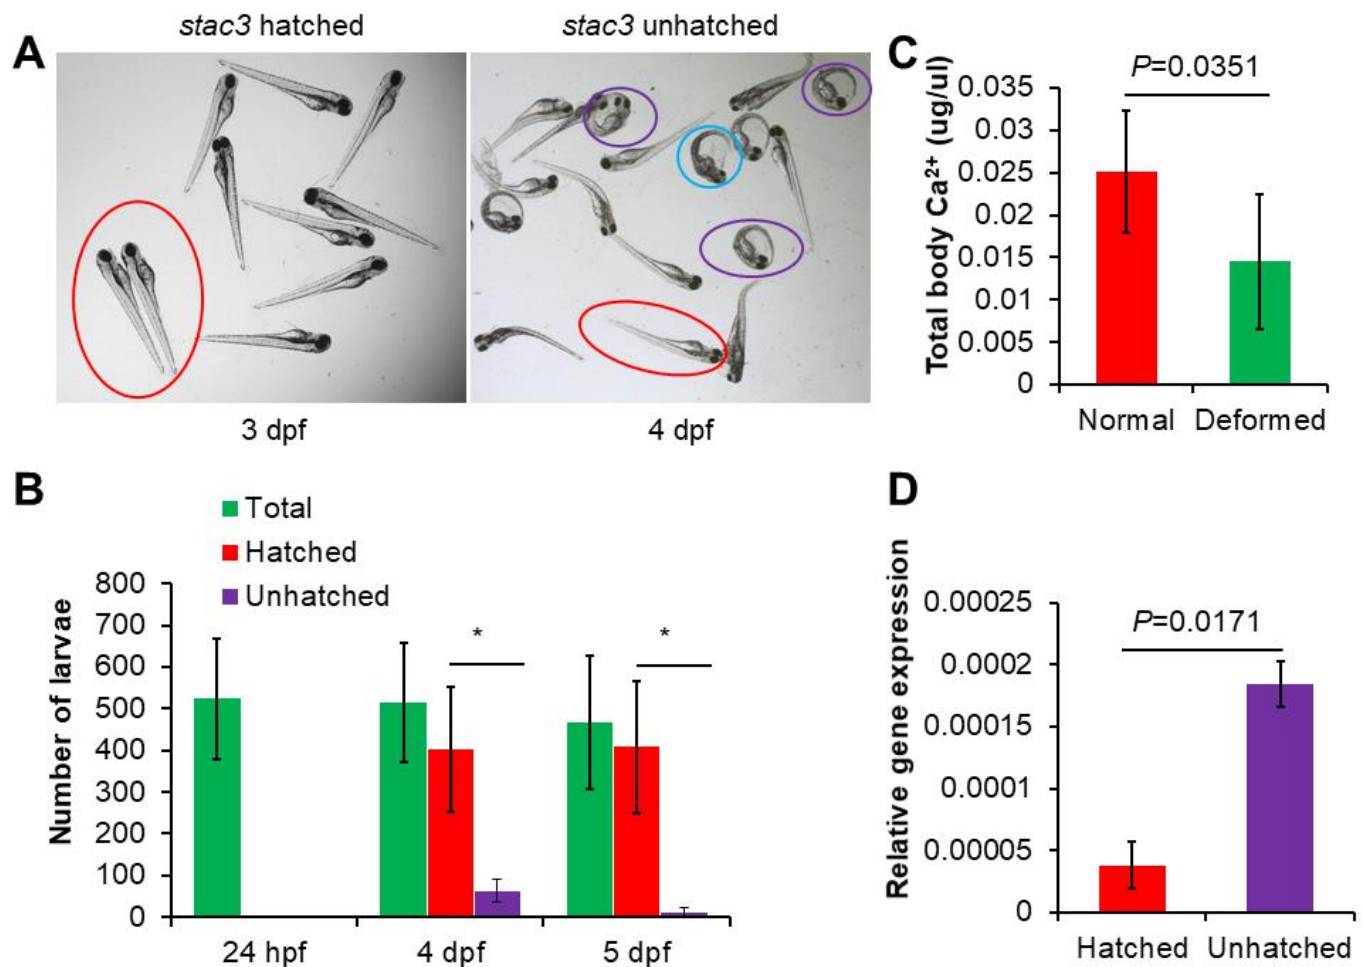 A
stac3 hatched
stac3 unhatched
3 dpf
4 dpf
C
P=0.0351
Total body Ca²⁺ (ug/ul)
0.035
0.03
0.025
0.02
0.015
0.01
0.005
0
Normal
Deformed
B
Total
Hatched
Unhatched
Number of larvae
800
700
600
500
400
300
200
100
0
*
*
24 hpf
4 dpf
5 dpf
D
P=0.0171
Relative gene expression
0.00025
0.0002
0.00015
0.0001
0.00005
0
Hatched
Unhatched